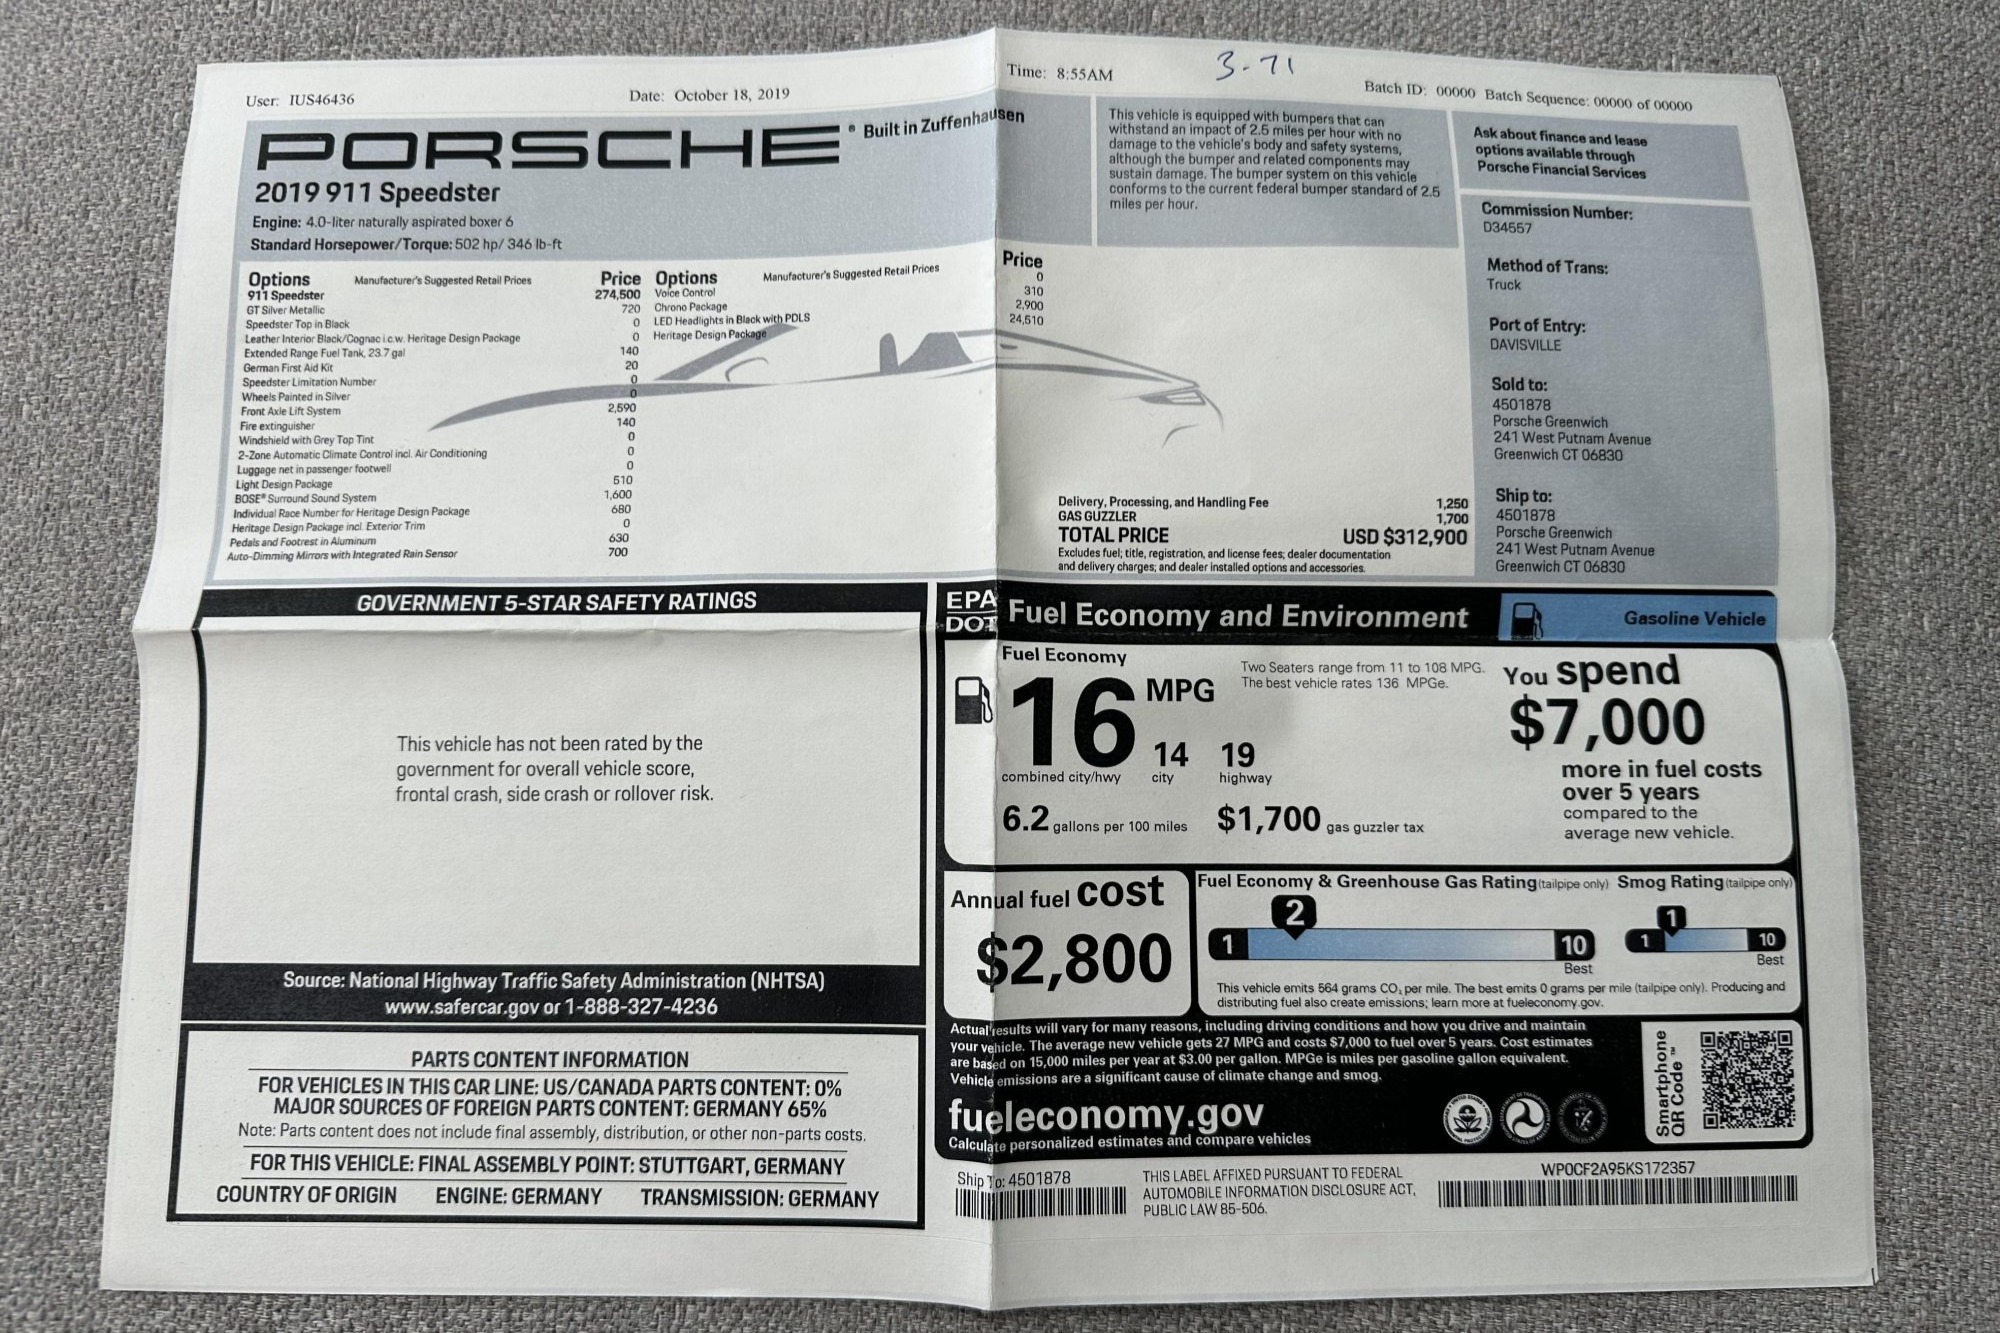 User: IUS46436 Date: October 18, 2019 Time: 8:55AM 3-71 Batch ID: 00000 Batch Sequence: 00000 of 00000
PORSCHE® Built in Zuffenhausen
2019 911 Speedster
Engine: 4.0-liter naturally aspirated boxer 6
Standard Horsepower/Torque: 502 hp/ 346 lb-ft
This vehicle is equipped with bumpers that can
withstand an impact of 2.5 miles per hour with no
damage to the vehicle's body and safety systems,
although the bumper and related components may
sustain damage. The bumper system on this vehicle
conforms to the current federal bumper standard of 2.5
miles per hour.
Ask about finance and lease
options available through
Porsche Financial Services
Options Manufacturer's Suggested Retail Prices Price
911 Speedster 274,500
GT Silver Metallic 720
Speedster Top in Black 0
Leather Interior Black/Cognac i.c.w. Heritage Design Package 0
Extended Range Fuel Tank, 23.7 gal 140
German First Aid Kit 20
Speedster Limitation Number 0
Wheels Painted in Silver 0
Front Axle Lift System 2,590
Fire extinguisher 140
Windshield with Grey Top Tint 0
2-Zone Automatic Climate Control incl. Air Conditioning 0
Luggage net in passenger footwell 0
Light Design Package 510
BOSE® Surround Sound System 1,600
Individual Race Number for Heritage Design Package 680
Heritage Design Package incl. Exterior Trim 0
Pedals and Footrest in Aluminum 630
Auto-Dimming Mirrors with Integrated Rain Sensor 700
Options Manufacturer's Suggested Retail Prices Price
Voice Control 0
Chrono Package 310
LED Headlights in Black with PDLS 2,900
Heritage Design Package 24,510
Delivery, Processing, and Handling Fee 1,250
GAS GUZZLER 1,700
TOTAL PRICE USD $312,900
Excludes fuel; title, registration, and license fees; dealer documentation
and delivery charges; and dealer installed options and accessories.
Commission Number:
D34557
Method of Trans:
Truck
Port of Entry:
DAVISVILLE
Sold to:
4501878
Porsche Greenwich
241 West Putnam Avenue
Greenwich CT 06830
Ship to:
4501878
Porsche Greenwich
241 West Putnam Avenue
Greenwich CT 06830
GOVERNMENT 5-STAR SAFETY RATINGS
This vehicle has not been rated by the
government for overall vehicle score,
frontal crash, side crash or rollover risk.
Source: National Highway Traffic Safety Administration (NHTSA)
www.safercar.gov or 1-888-327-4236
PARTS CONTENT INFORMATION
FOR VEHICLES IN THIS CAR LINE: US/CANADA PARTS CONTENT: 0%
MAJOR SOURCES OF FOREIGN PARTS CONTENT: GERMANY 65%
Note: Parts content does not include final assembly, distribution, or other non-parts costs.
FOR THIS VEHICLE: FINAL ASSEMBLY POINT: STUTTGART, GERMANY
COUNTRY OF ORIGIN ENGINE: GERMANY TRANSMISSION: GERMANY
EPA
DOT
Fuel Economy and Environment
Gasoline Vehicle
Fuel Economy
16 MPG
combined city/hwy
14
city
19
highway
Two Seaters range from 11 to 108 MPG.
The best vehicle rates 136 MPGe.
6.2 gallons per 100 miles
$1,700 gas guzzler tax
You spend
$7,000
more in fuel costs
over 5 years
compared to the
average new vehicle.
Annual fuel cost
$2,800
Fuel Economy & Greenhouse Gas Rating (tailpipe only) Smog Rating (tailpipe only)
2
1 10
Best
1
1 10
Best
This vehicle emits 564 grams CO₂ per mile. The best emits 0 grams per mile (tailpipe only). Producing and
distributing fuel also create emissions; learn more at fueleconomy.gov.
Actual results will vary for many reasons, including driving conditions and how you drive and maintain
your vehicle. The average new vehicle gets 27 MPG and costs $7,000 to fuel over 5 years. Cost estimates
are based on 15,000 miles per year at $3.00 per gallon. MPGe is miles per gasoline gallon equivalent.
Vehicle emissions are a significant cause of climate change and smog.
fueleconomy.gov
Calculate personalized estimates and compare vehicles
Smartphone
QR Code™
Ship To: 4501878
THIS LABEL AFFIXED PURSUANT TO FEDERAL
AUTOMOBILE INFORMATION DISCLOSURE ACT,
PUBLIC LAW 85-506.
WP0CF2A95KS172357